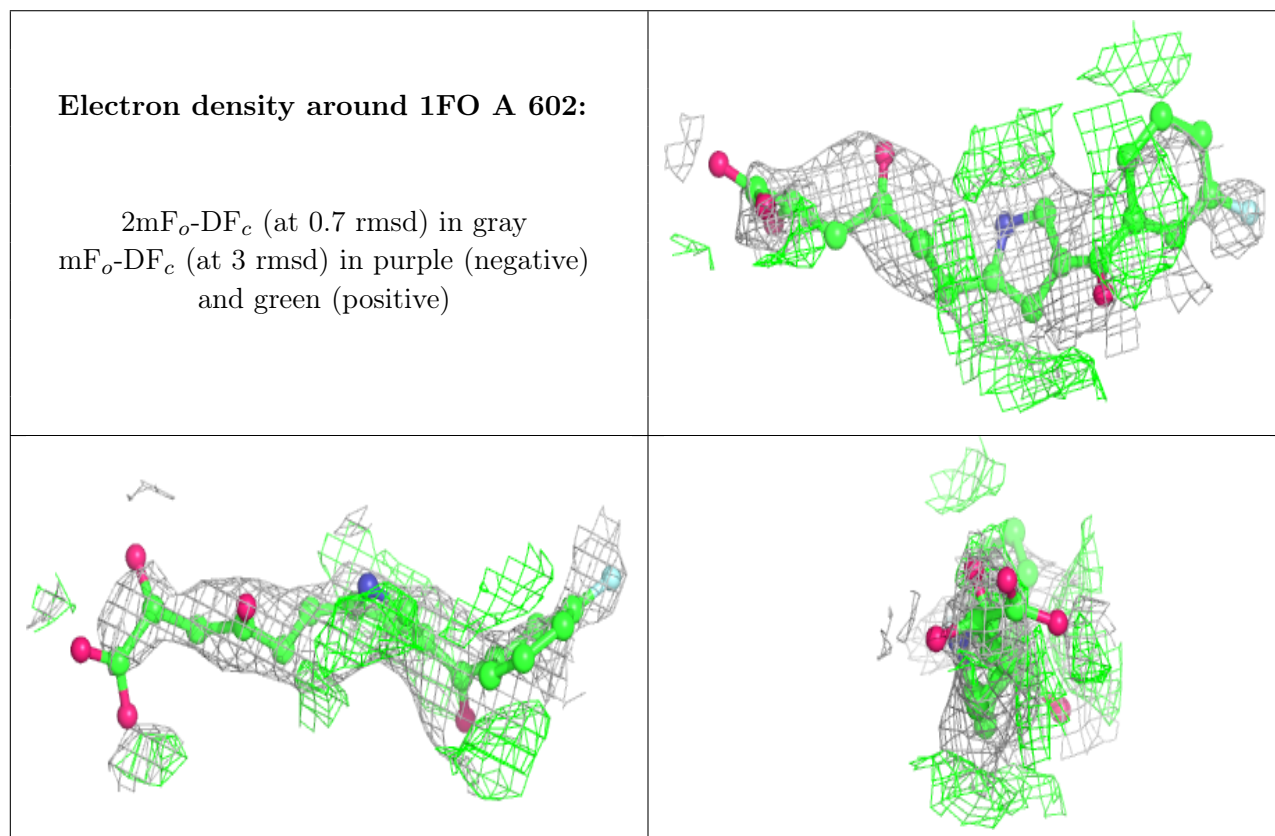 Electron density around 1FO A 602:
2mFₒ-DF𝑐 (at 0.7 rmsd) in gray
mFₒ-DF𝑐 (at 3 rmsd) in purple (negative)
and green (positive)